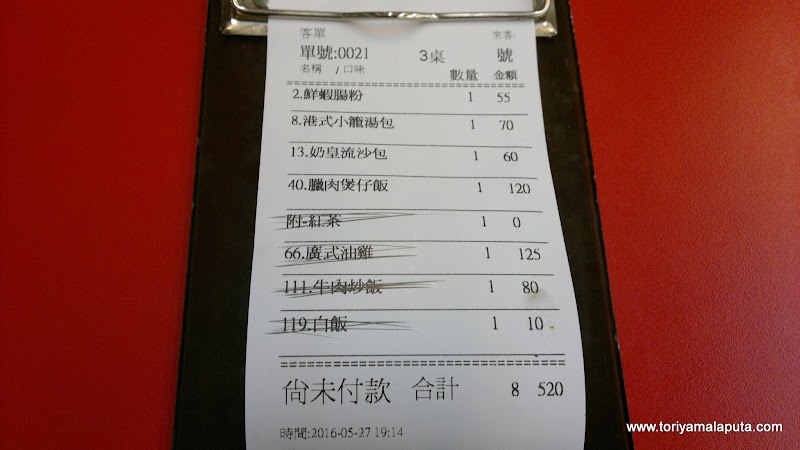 客單 來客:
單號:0021 3桌 號
名稱 /口味 數量 金額
2.鮮蝦腸粉 1 55
8.港式小籠湯包 1 70
13.奶皇流沙包 1 60
40.臘肉煲仔飯 1 120
附-紅茶 1 0
66.廣式油雞 1 125
111.牛肉炒飯 1 80
119.白飯 1 10
尙未付款 合計 8 520
時間:2016-05-27 19:14
www.toriyamalaputa.com